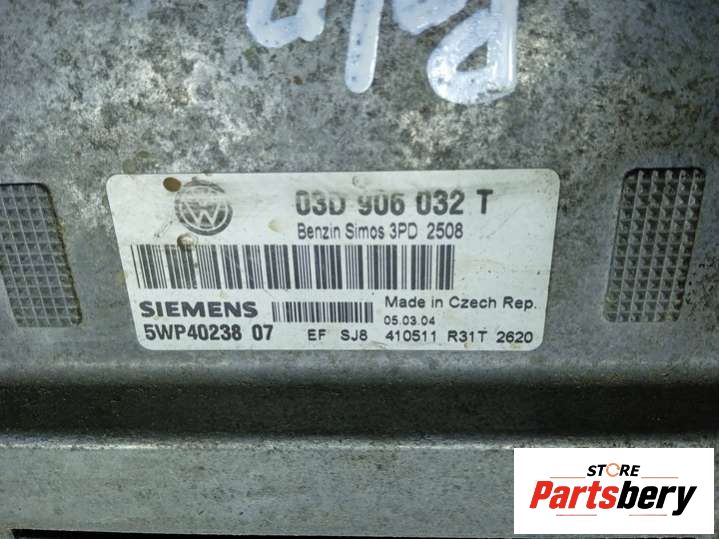 03D 906 032 T
Benzin Simos 3PD 2508
SIEMENS
Made in Czech Rep.
05.03.04
5WP40238 07 EF SJ8 410511 R31T 2620
STORE
Partsbery